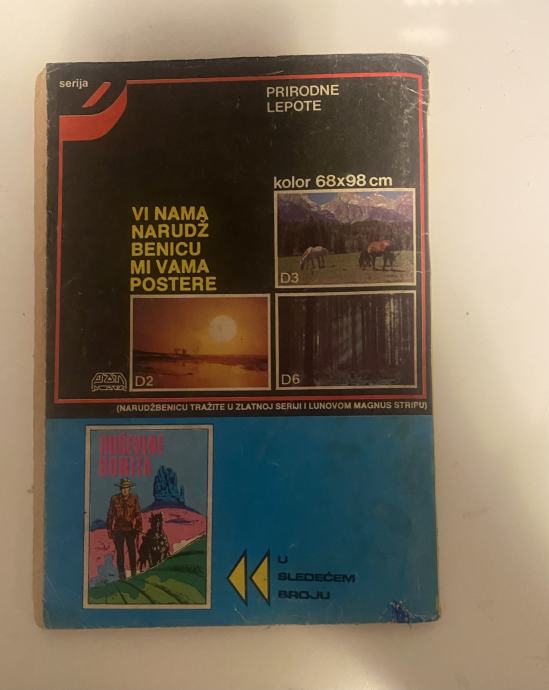 serija
PRIRODNE
LEPOTE
kolor 68x98 cm
VI NAMA
NARUDŽ
BENICU
MI VAMA
POSTERE
D3
D2
D6
(NARUDŽBENICU TRAŽITE U ZLATNOJ SERIJI I LUNOVOM MAGNUS STRIPU)
U
SLEDEĆEM
BROJU